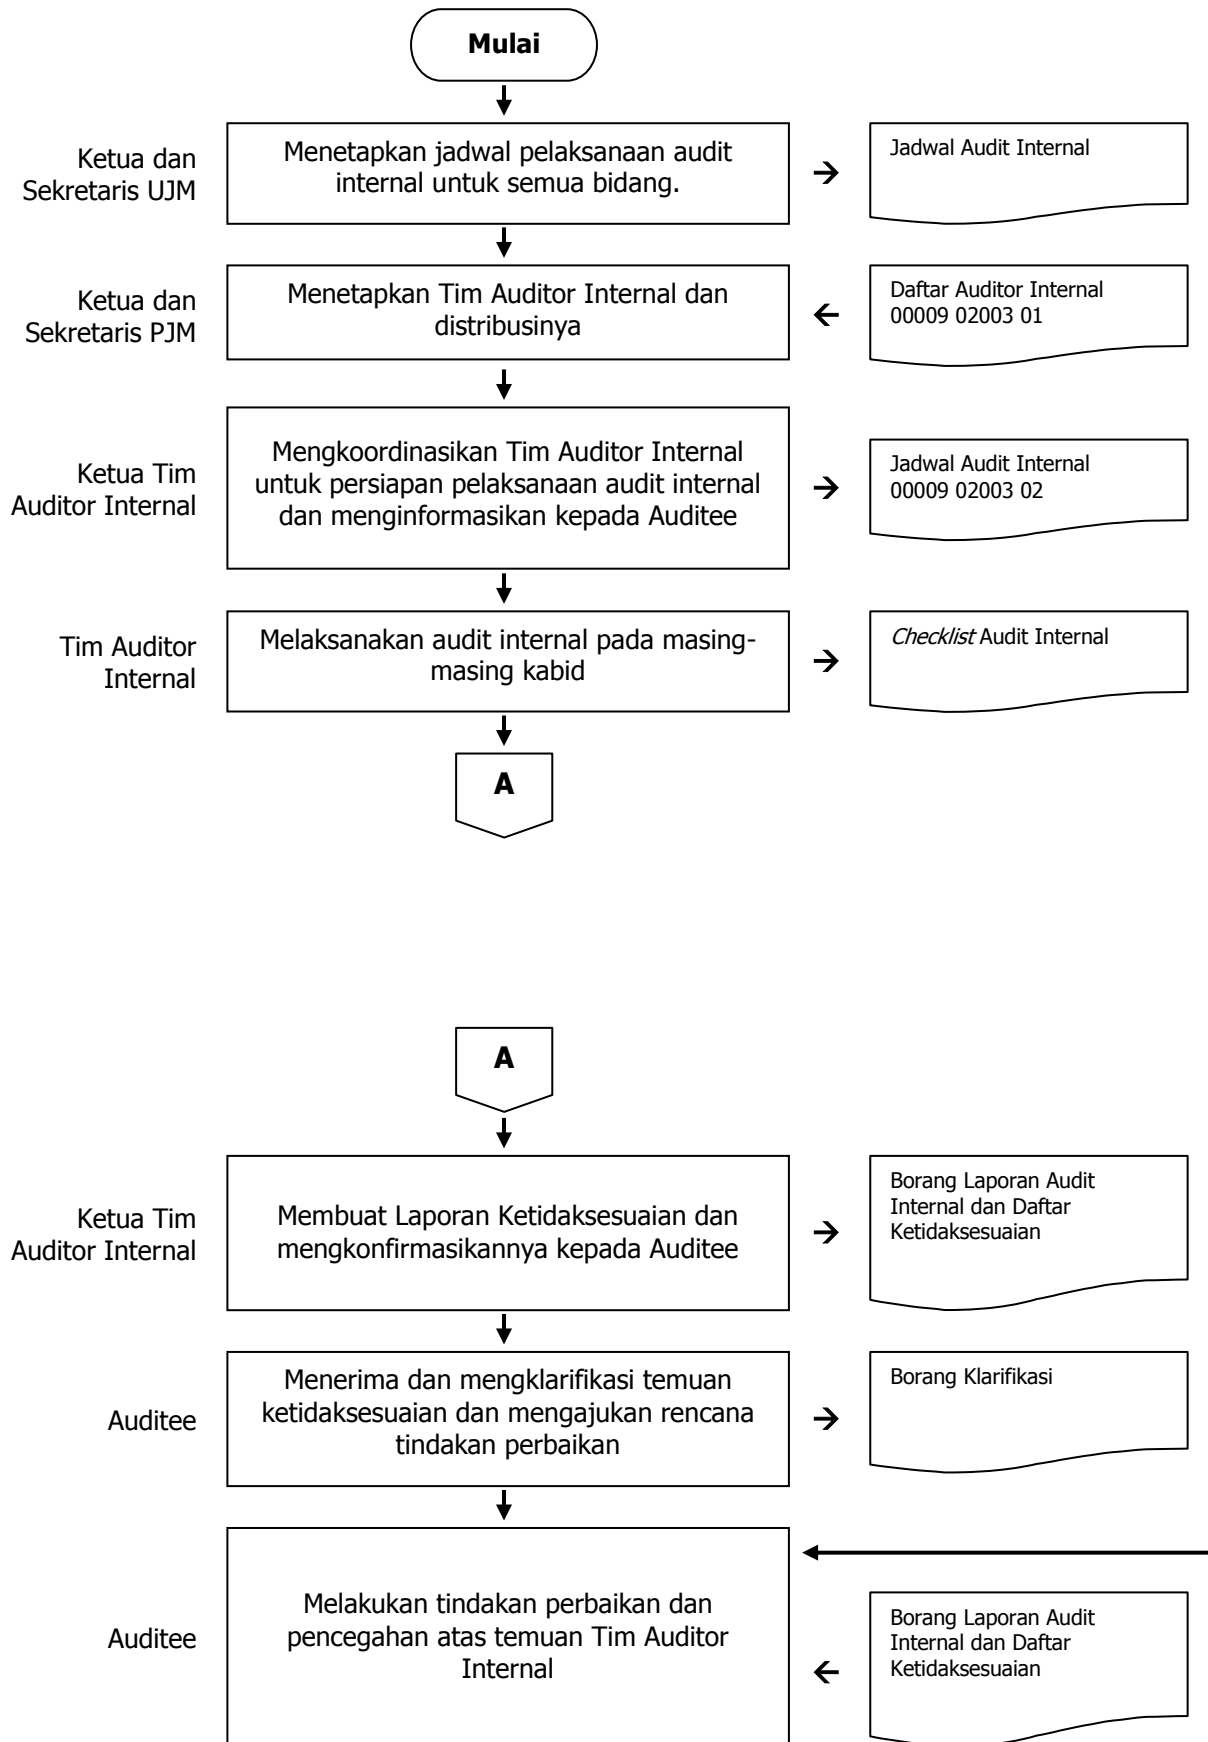 Mulai
Ketua dan
Sekretaris UJM
Menetapkan jadwal pelaksanaan audit
internal untuk semua bidang.
Jadwal Audit Internal
Ketua dan
Sekretaris PJM
Menetapkan Tim Auditor Internal dan
distribusinya
Daftar Auditor Internal
00009 02003 01
Ketua Tim
Auditor Internal
Mengkoordinasikan Tim Auditor Internal
untuk persiapan pelaksanaan audit internal
dan menginformasikan kepada Auditee
Jadwal Audit Internal
00009 02003 02
Tim Auditor
Internal
Melaksanakan audit internal pada masing-
masing kabid
Checklist Audit Internal
A
A
Ketua Tim
Auditor Internal
Membuat Laporan Ketidaksesuaian dan
mengkonfirmasikannya kepada Auditee
Borang Laporan Audit
Internal dan Daftar
Ketidaksesuaian
Auditee
Menerima dan mengklarifikasi temuan
ketidaksesuaian dan mengajukan rencana
tindakan perbaikan
Borang Klarifikasi
Auditee
Melakukan tindakan perbaikan dan
pencegahan atas temuan Tim Auditor
Internal
Borang Laporan Audit
Internal dan Daftar
Ketidaksesuaian